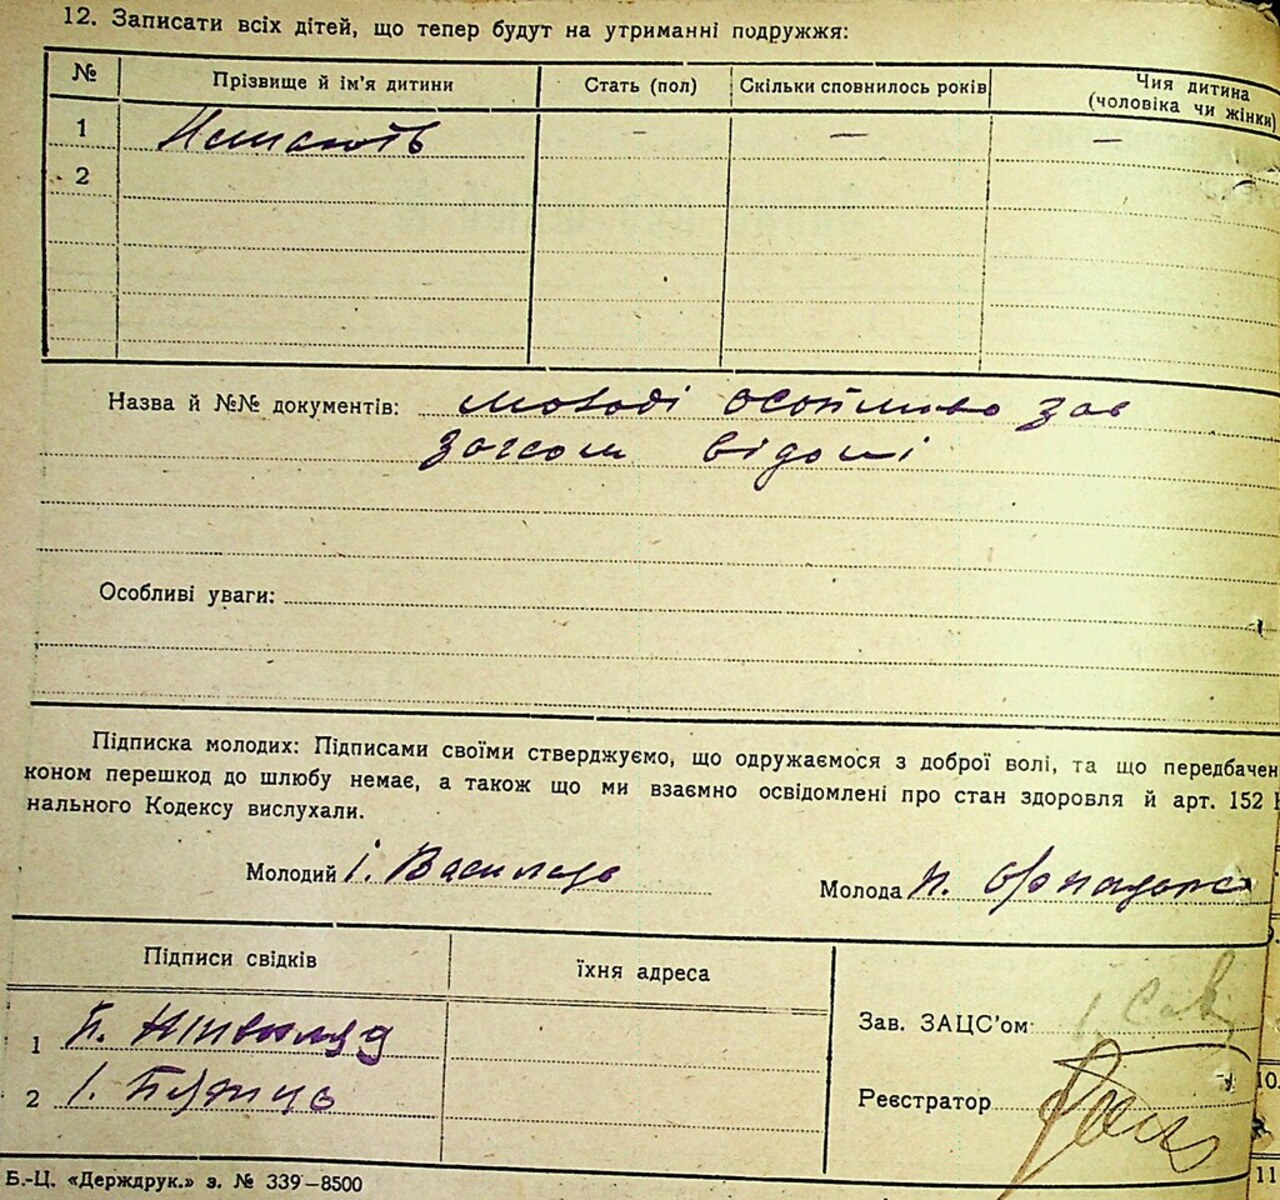 12. Записати всіх дітей, що тепер будут на утриманні подружжя:
№ Прізвище й ім'я дитини Стать (пол) Скільки сповнилось років Чия дитина
(чоловіка чи жінки)
1 — — —
2
Назва й №№ документів: молоді особисто зав
загсом відомі
Особливі уваги:
Підписка молодих: Підписами своїми стверджуємо, що одружаємося з доброї волі, та що передбачен
коном перешкод до шлюбу немає, а також що ми взаємно освідомлені про стан здоровля й арт. 152
нального Кодексу вислухали.
Молодий І. Молода П.
Підписи свідків їхня адреса
1 П.
2 І.
Зав. ЗАЦС'ом
Реєстратор
Б.-Ц. «Держдрук.» з. № 339–8500
10.
11